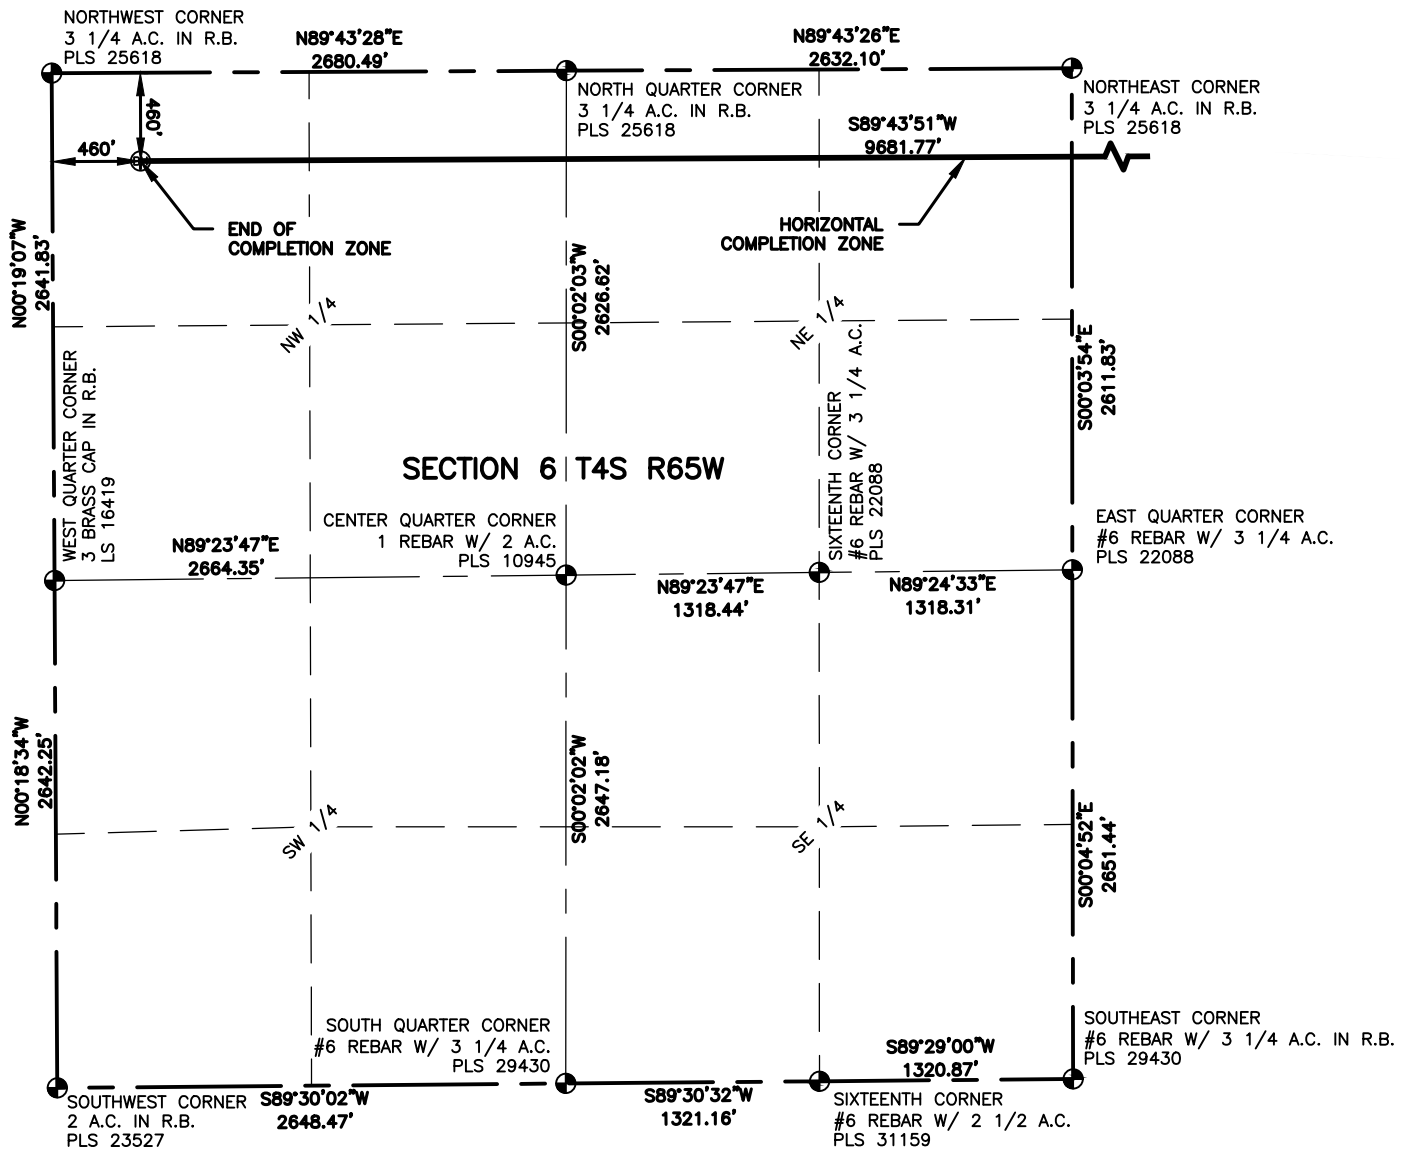 NORTHWEST CORNER
3 1/4 A.C. IN R.B.
PLS 25618
N89°43'28"E
2680.49'
N89°43'26"E
2632.10'
NORTH QUARTER CORNER
3 1/4 A.C. IN R.B.
PLS 25618
NORTHEAST CORNER
3 1/4 A.C. IN R.B.
PLS 25618
460'
460'
S89°43'51"W
9681.77'
END OF
COMPLETION ZONE
HORIZONTAL
COMPLETION ZONE
N00°19'07"W
2641.83'
S00°02'03"W
2626.62'
S00°03'54"E
2611.83'
NW 1/4
NE 1/4
WEST QUARTER CORNER
3 BRASS CAP IN R.B.
LS 16419
SECTION 6 T4S R65W
SIXTEENTH CORNER
#6 REBAR W/ 3 1/4 A.C.
PLS 22088
CENTER QUARTER CORNER
1 REBAR W/ 2 A.C.
PLS 10945
EAST QUARTER CORNER
#6 REBAR W/ 3 1/4 A.C.
PLS 22088
N89°23'47"E
2664.35'
N89°23'47"E
1318.44'
N89°24'33"E
1318.31'
N00°18'34"W
2642.25'
S00°02'02"W
2647.18'
S00°04'52"E
2651.44'
SW 1/4
SE 1/4
SOUTH QUARTER CORNER
#6 REBAR W/ 3 1/4 A.C.
PLS 29430
SOUTHEAST CORNER
#6 REBAR W/ 3 1/4 A.C. IN R.B.
PLS 29430
S89°29'00"W
1320.87'
SOUTHWEST CORNER
2 A.C. IN R.B.
PLS 23527
S89°30'02"W
2648.47'
S89°30'32"W
1321.16'
SIXTEENTH CORNER
#6 REBAR W/ 2 1/2 A.C.
PLS 31159